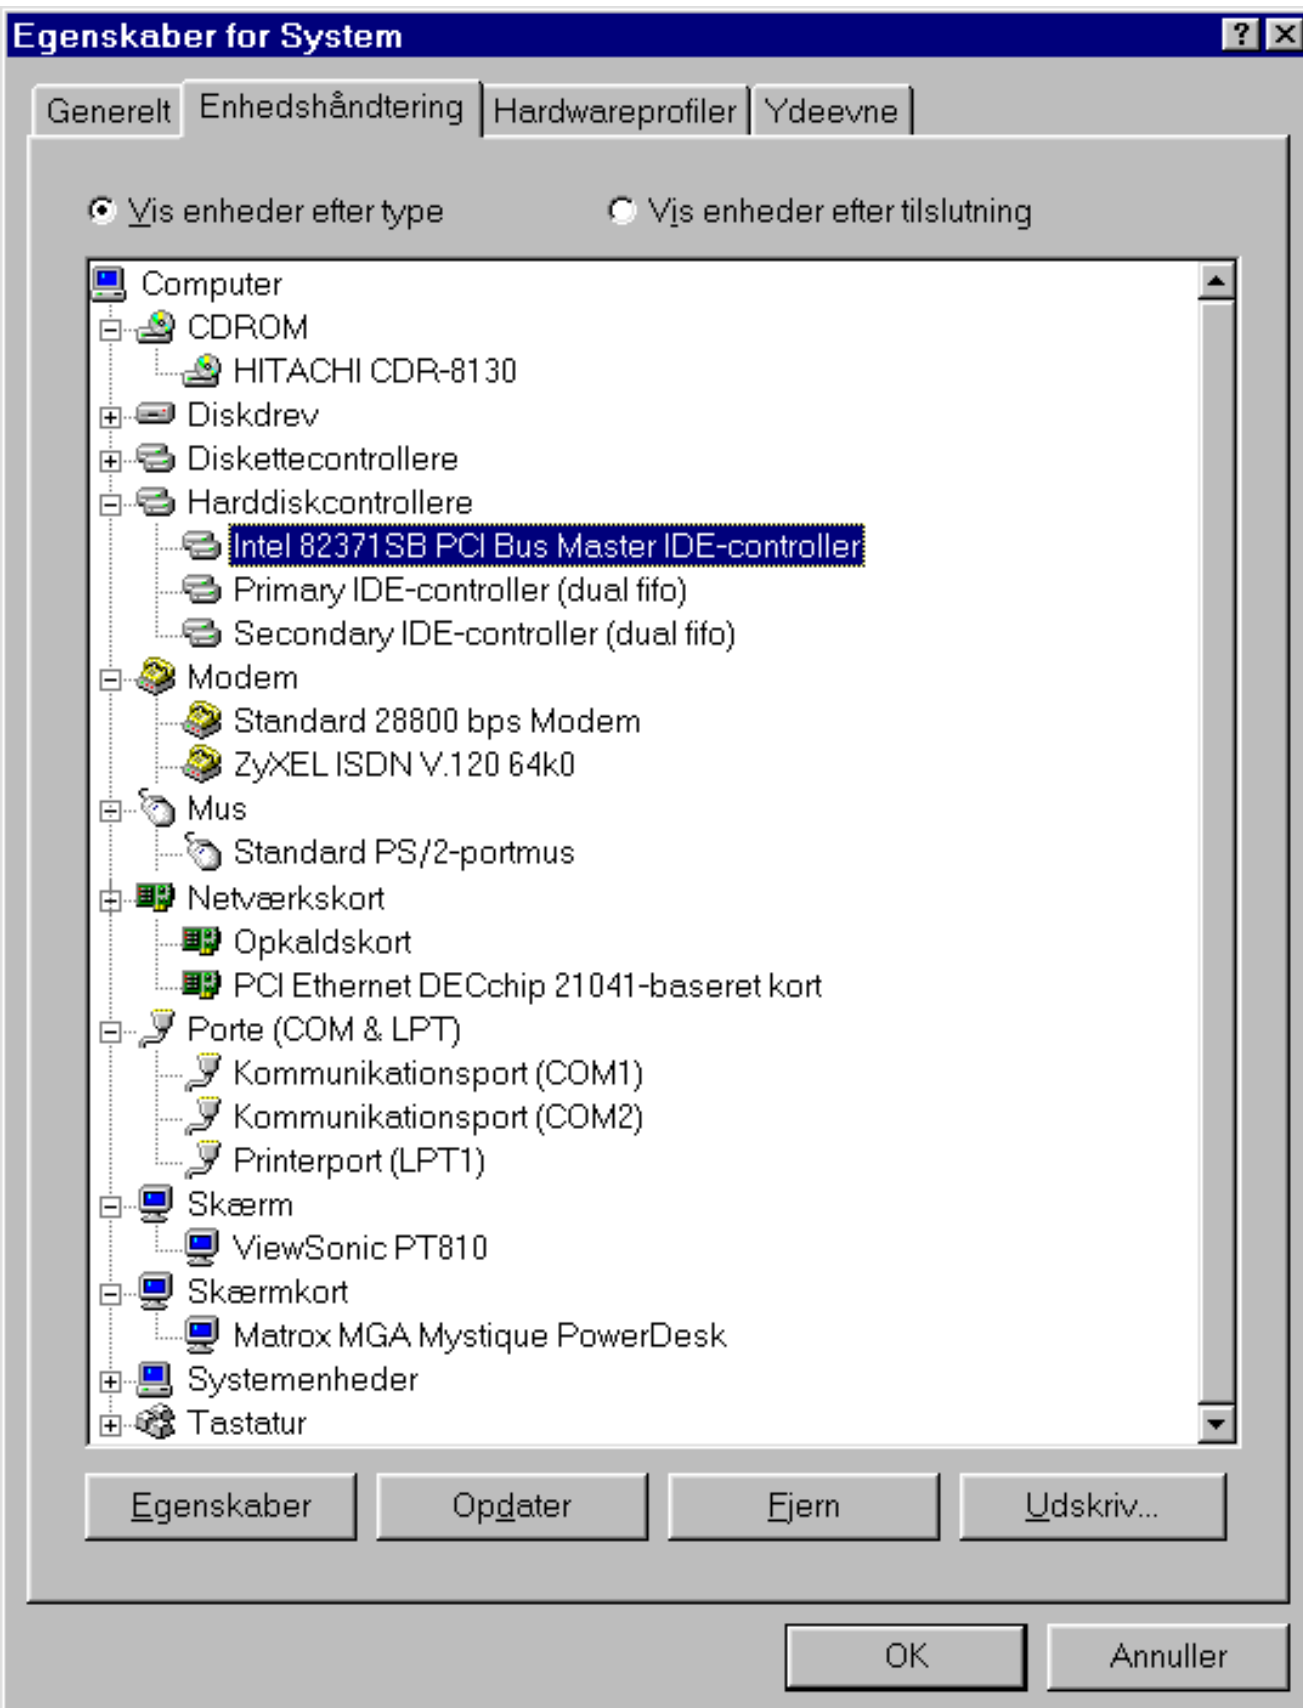 Egenskaber for System
Generelt Enhedshåndtering Hardwareprofiler Ydeevne
Vis enheder efter type Vis enheder efter tilslutning
Computer
CDROM
HITACHI CDR-8130
Diskdrev
Diskettecontrollere
Harddiskcontrollere
Intel 82371SB PCI Bus Master IDE-controller
Primary IDE-controller (dual fifo)
Secondary IDE-controller (dual fifo)
Modem
Standard 28800 bps Modem
ZyXEL ISDN V.120 64k0
Mus
Standard PS/2-portmus
Netværkskort
Opkaldskort
PCI Ethernet DECchip 21041-baseret kort
Porte (COM & LPT)
Kommunikationsport (COM1)
Kommunikationsport (COM2)
Printerport (LPT1)
Skærm
ViewSonic PT810
Skærmkort
Matrox MGA Mystique PowerDesk
Systemenheder
Tastatur
Egenskaber Opdater Fjern Udskriv...
OK Annuller